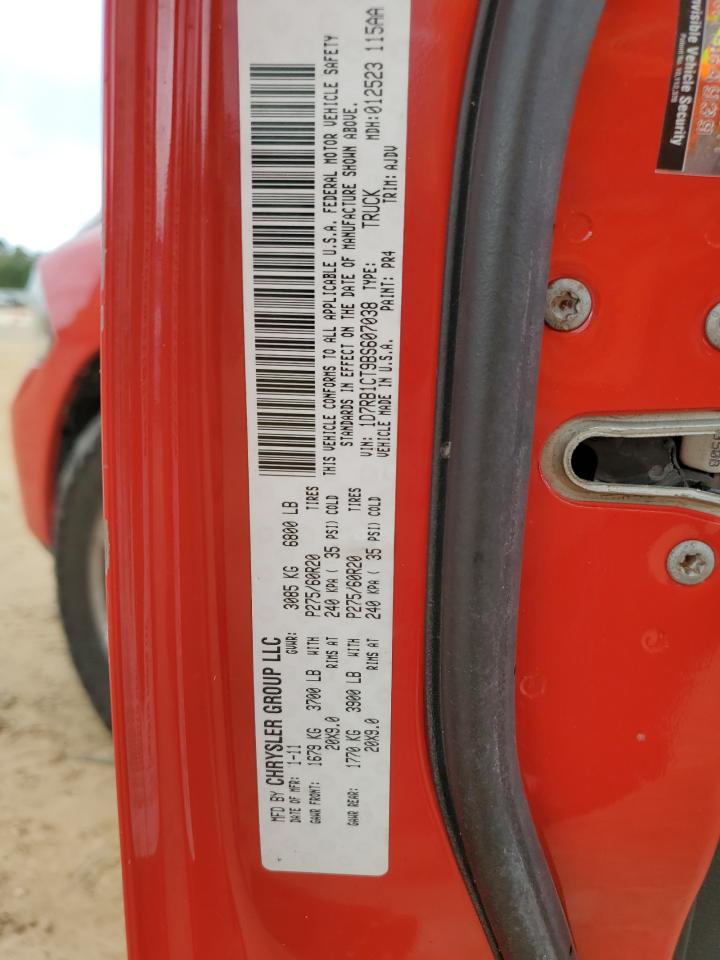 MFD BY CHRYSLER GROUP LLC
DATE OF MFR: 1-11 GVWR: 3085 KG 6800 LB
GAWR FRONT: 1679 KG 3700 LB WITH P275/60R20 TIRES
20X9.0 RIMS AT 240 KPA ( 35 PSI) COLD
GAWR REAR: 1770 KG 3900 LB WITH P275/60R20 TIRES
20X9.0 RIMS AT 240 KPA ( 35 PSI) COLD
THIS VEHICLE CONFORMS TO ALL APPLICABLE U.S.A. FEDERAL MOTOR VEHICLE SAFETY
STANDARDS IN EFFECT ON THE DATE OF MANUFACTURE SHOWN ABOVE.
VIN: 1D7RB1CT9BS607038 TYPE: TRUCK MDH:012523 115AA
VEHICLE MADE IN U.S.A. PAINT: PR4 TRIM: AJDV
Invisible Vehicle Security